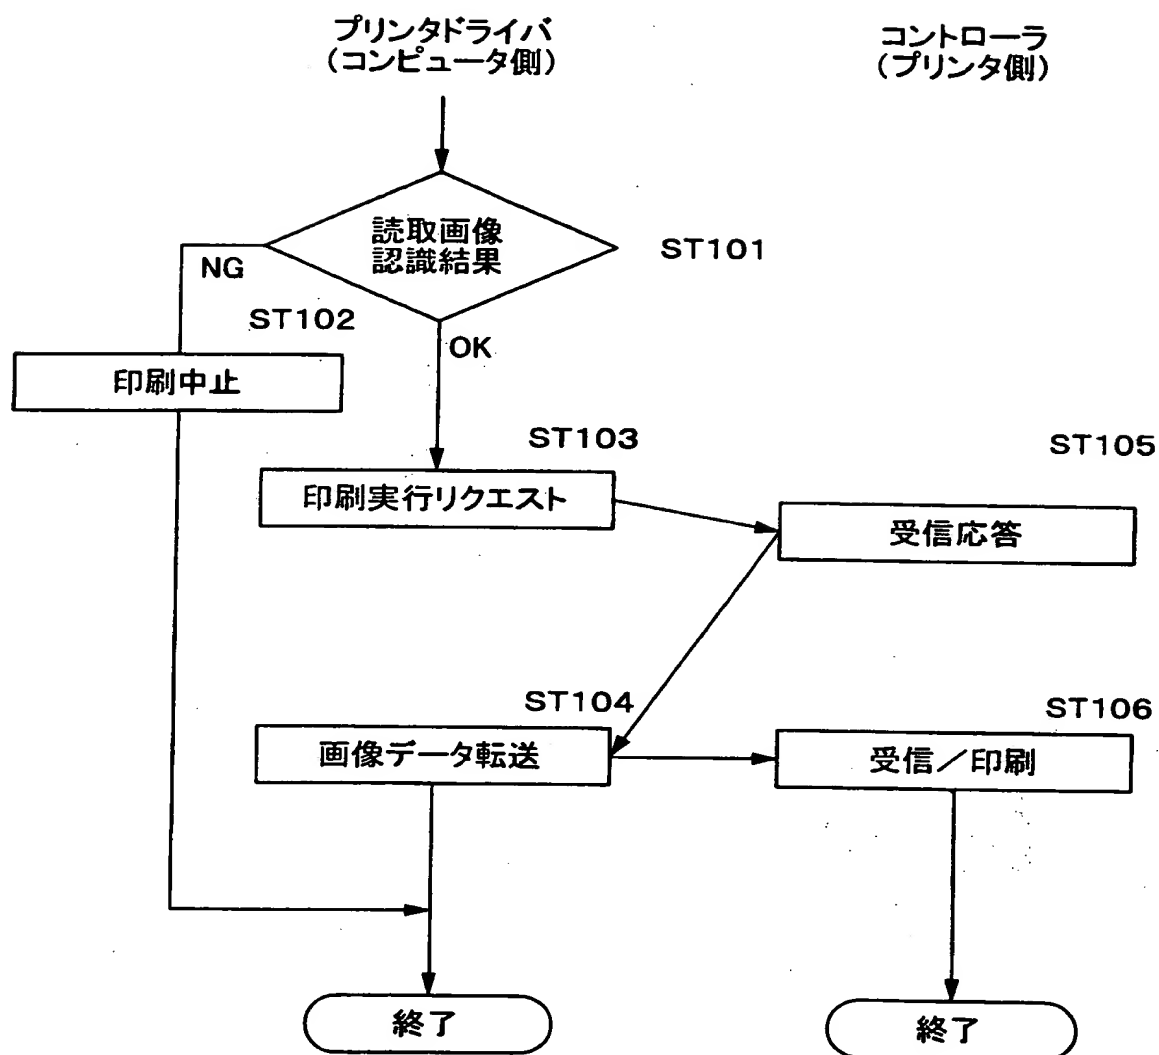 プリンタドライバ
（コンピュータ側）
コントローラ
（プリンタ側）
読取画像
認識結果
ST101
NG
ST102
OK
印刷中止
ST103
ST105
印刷実行リクエスト
受信応答
ST104
ST106
画像データ転送
受信／印刷
終了
終了